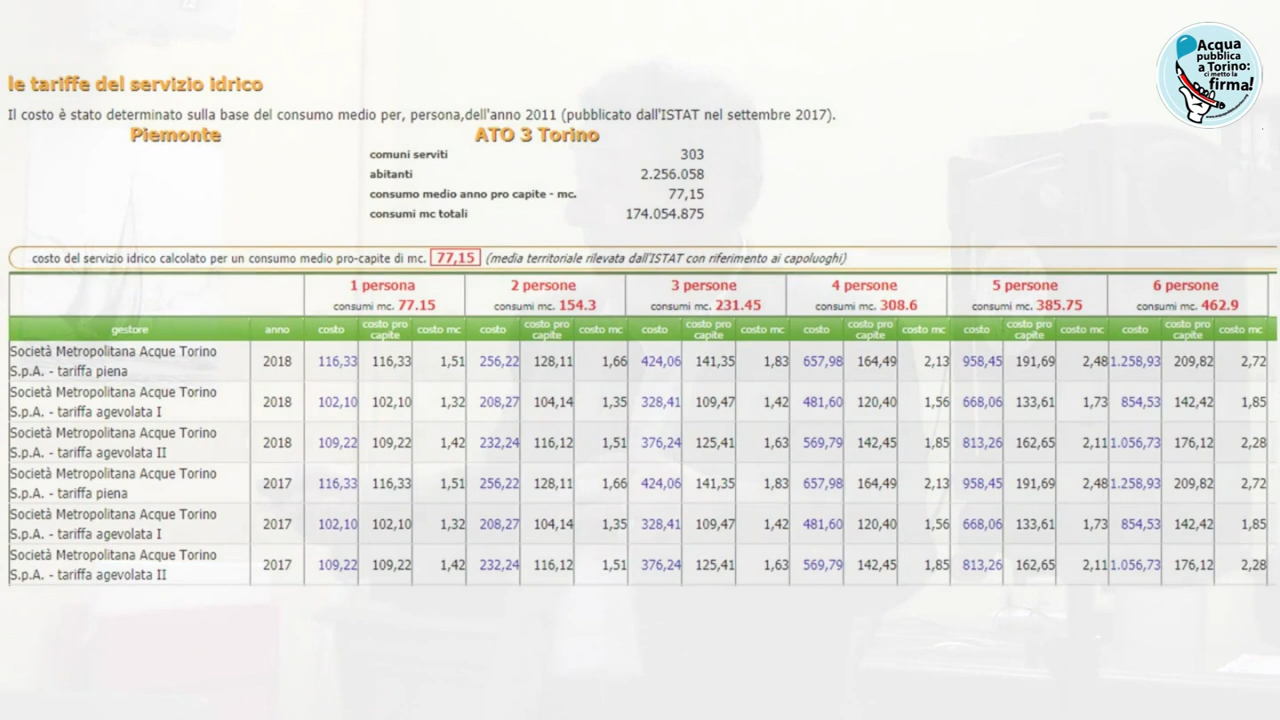 Acqua
pubblica
a Torino:
ci metto la
firma!
le tariffe del servizio idrico
Il costo è stato determinato sulla base del consumo medio per, persona,dell'anno 2011 (pubblicato dall'ISTAT nel settembre 2017).
Piemonte ATO 3 Torino
comuni serviti 303
abitanti 2.256.058
consumo medio anno pro capite - mc. 77,15
consumi mc totali 174.054.875
costo del servizio idrico calcolato per un consumo medio pro-capite di mc. 77,15 (media territoriale rilevata dall'ISTAT con riferimento ai capoluoghi)
1 persona 2 persone 3 persone 4 persone 5 persone 6 persone
consumi mc. 77.15 consumi mc. 154.3 consumi mc. 231.45 consumi mc. 308.6 consumi mc. 385.75 consumi mc. 462.9
gestore anno costo costo pro capite costo mc costo costo pro capite costo mc costo costo pro capite costo mc costo costo pro capite costo mc costo costo pro capite costo mc costo costo pro capite costo mc
Società Metropolitana Acque Torino
S.p.A. - tariffa piena 2018 116,33 116,33 1,51 256,22 128,11 1,66 424,06 141,35 1,83 657,98 164,49 2,13 958,45 191,69 2,48 1.258,93 209,82 2,72
Società Metropolitana Acque Torino
S.p.A. - tariffa agevolata I 2018 102,10 102,10 1,32 208,27 104,14 1,35 328,41 109,47 1,42 481,60 120,40 1,56 668,06 133,61 1,73 854,53 142,42 1,85
Società Metropolitana Acque Torino
S.p.A. - tariffa agevolata II 2018 109,22 109,22 1,42 232,24 116,12 1,51 376,24 125,41 1,63 569,79 142,45 1,85 813,26 162,65 2,11 1.056,73 176,12 2,28
Società Metropolitana Acque Torino
S.p.A. - tariffa piena 2017 116,33 116,33 1,51 256,22 128,11 1,66 424,06 141,35 1,83 657,98 164,49 2,13 958,45 191,69 2,48 1.258,93 209,82 2,72
Società Metropolitana Acque Torino
S.p.A. - tariffa agevolata I 2017 102,10 102,10 1,32 208,27 104,14 1,35 328,41 109,47 1,42 481,60 120,40 1,56 668,06 133,61 1,73 854,53 142,42 1,85
Società Metropolitana Acque Torino
S.p.A. - tariffa agevolata II 2017 109,22 109,22 1,42 232,24 116,12 1,51 376,24 125,41 1,63 569,79 142,45 1,85 813,26 162,65 2,11 1.056,73 176,12 2,28